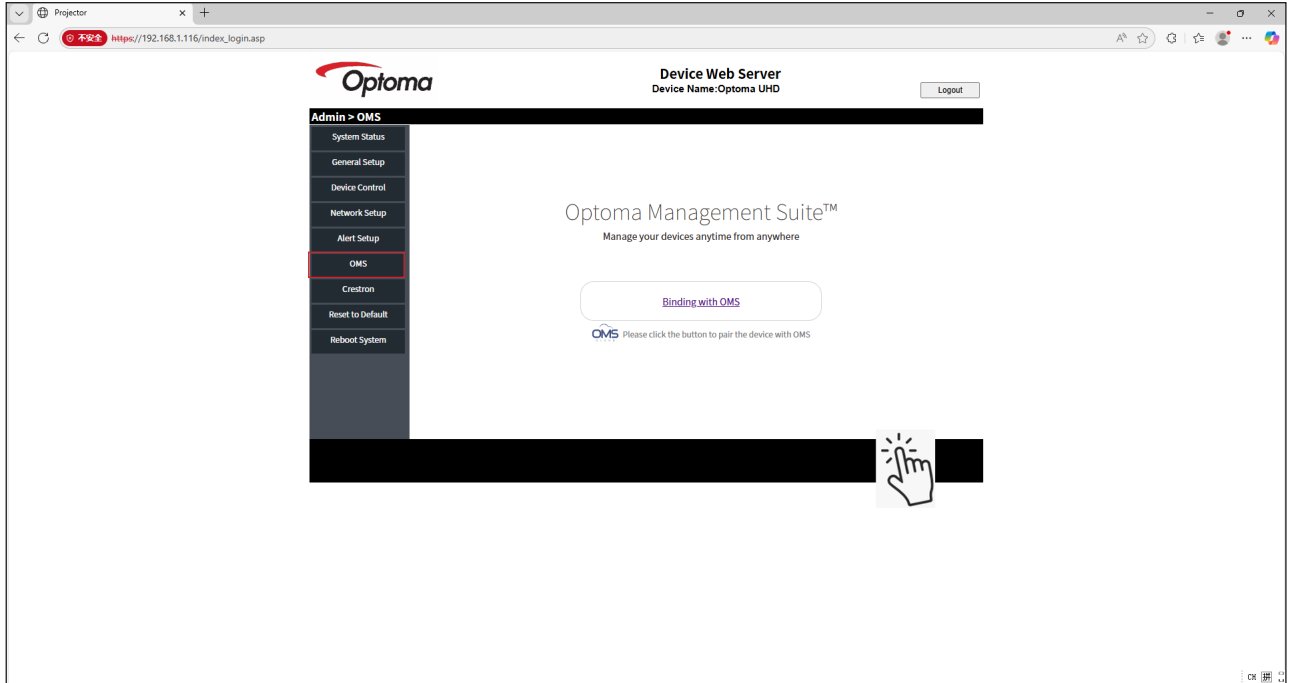 Projector
不安全 https://192.168.1.116/index_login.asp
Optoma
Device Web Server
Device Name:Optoma UHD
Logout
Admin > OMS
System Status
General Setup
Device Control
Network Setup
Alert Setup
OMS
Crestron
Reset to Default
Reboot System
Optoma Management Suite™
Manage your devices anytime from anywhere
Binding with OMS
OMS Please click the button to pair the device with OMS
CH 拼